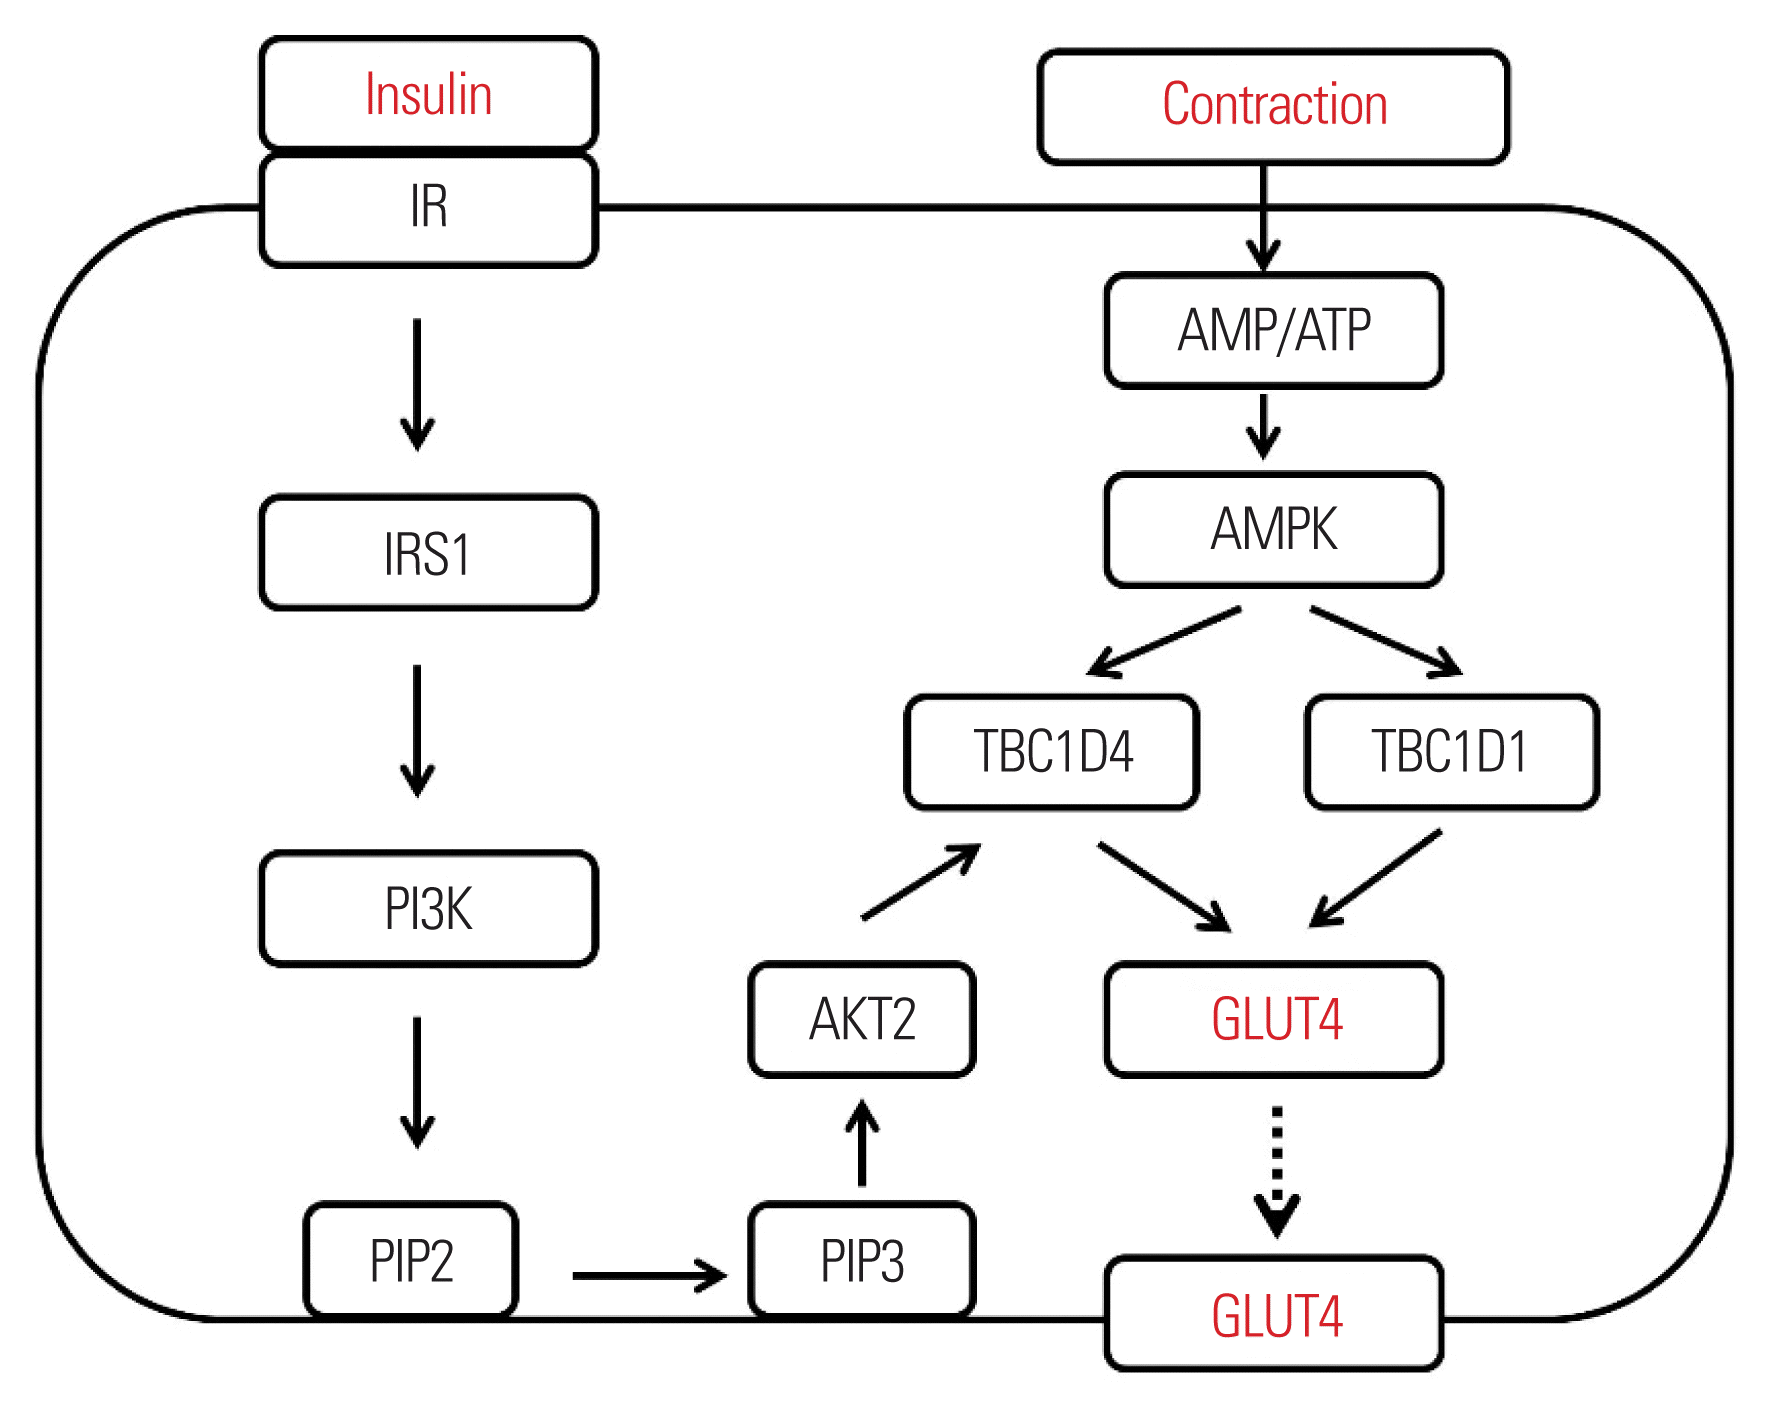 Insulin
Contraction
IR
AMP/ATP
AMPK
IRS1
TBC1D4
TBC1D1
PI3K
AKT2
GLUT4
PIP2
PIP3
GLUT4